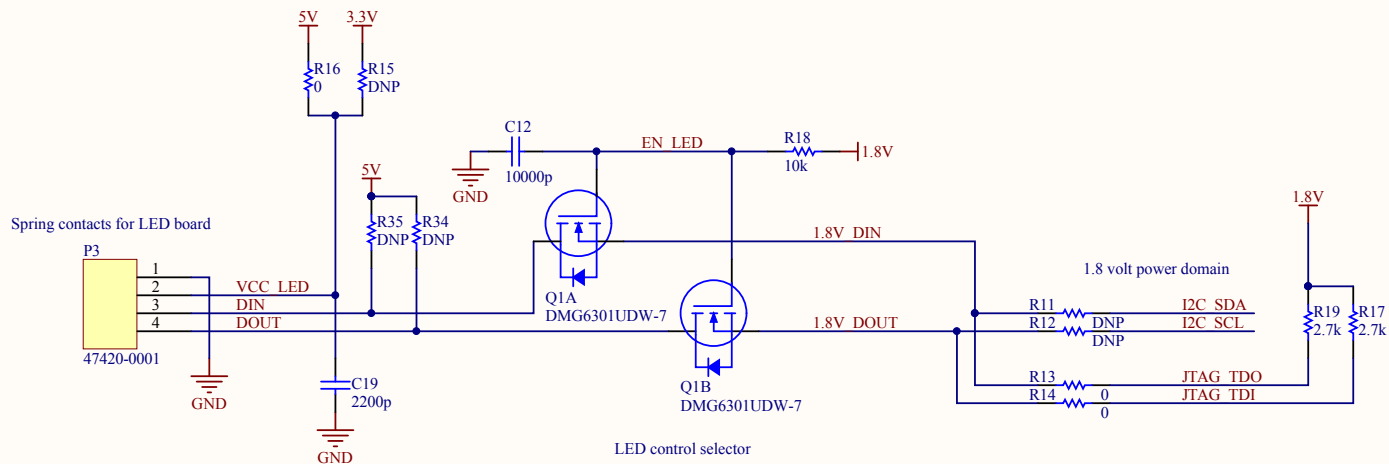 5V
3.3V
R16
0
R15
DNP
C12
10000p
GND
EN_LED
R18
10k
1.8V
5V
R35
DNP
R34
DNP
Spring contacts for LED board
P3
1
2
3
4
47420-0001
VCC_LED
DIN
DOUT
GND
C19
2200p
GND
Q1A
DMG6301UDW-7
Q1B
DMG6301UDW-7
1.8V_DIN
1.8V_DOUT
1.8 volt power domain
R11
DNP
I2C_SDA
R12
DNP
I2C_SCL
R13
0
JTAG_TDO
R14
0
JTAG_TDI
1.8V
R19
2.7k
R17
2.7k
LED control selector